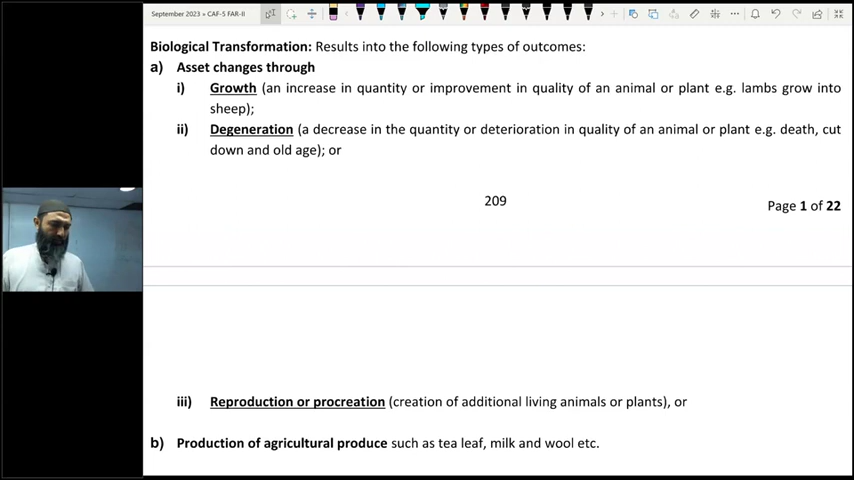 September 2023 » CAF-5 FAR-II
Biological Transformation: Results into the following types of outcomes:
a) Asset changes through
i) Growth (an increase in quantity or improvement in quality of an animal or plant e.g. lambs grow into
sheep);
ii) Degeneration (a decrease in the quantity or deterioration in quality of an animal or plant e.g. death, cut
down and old age); or
209
Page 1 of 22
iii) Reproduction or procreation (creation of additional living animals or plants), or
b) Production of agricultural produce such as tea leaf, milk and wool etc.